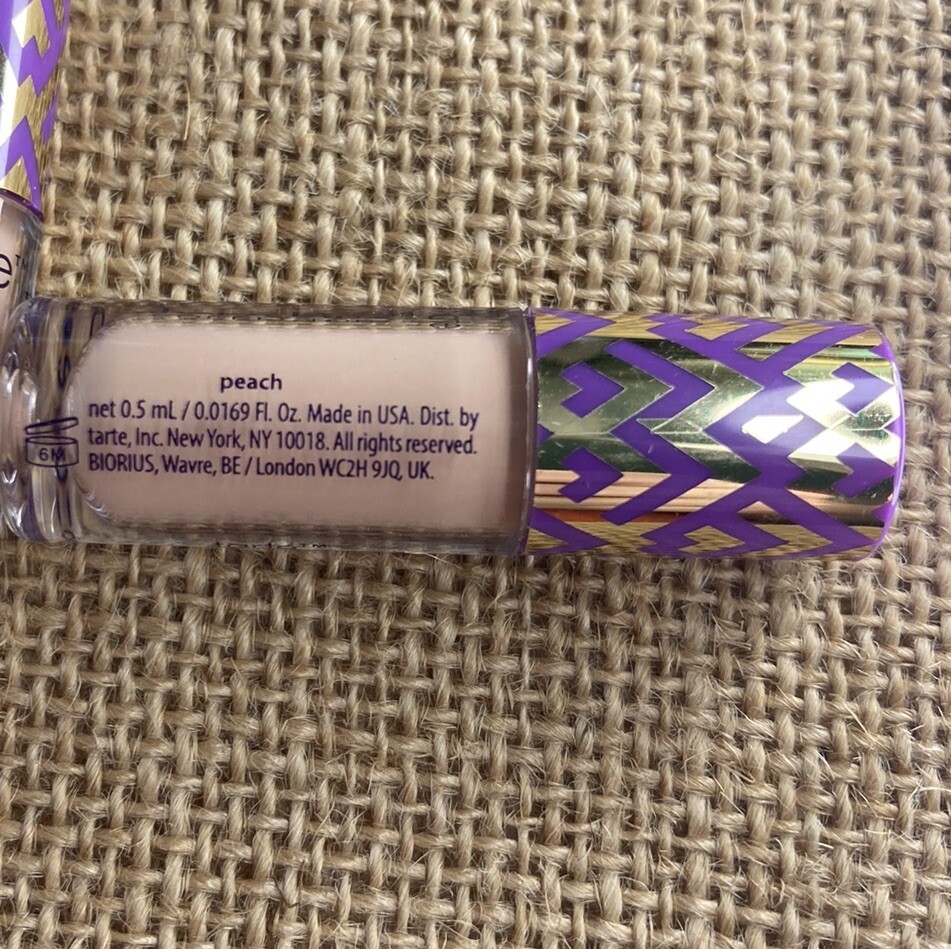 e™
peach
net 0.5 mL / 0.0169 Fl. Oz. Made in USA. Dist. by
tarte, Inc. New York, NY 10018. All rights reserved.
BIORIUS, Wavre, BE / London WC2H 9JQ, UK.
6M